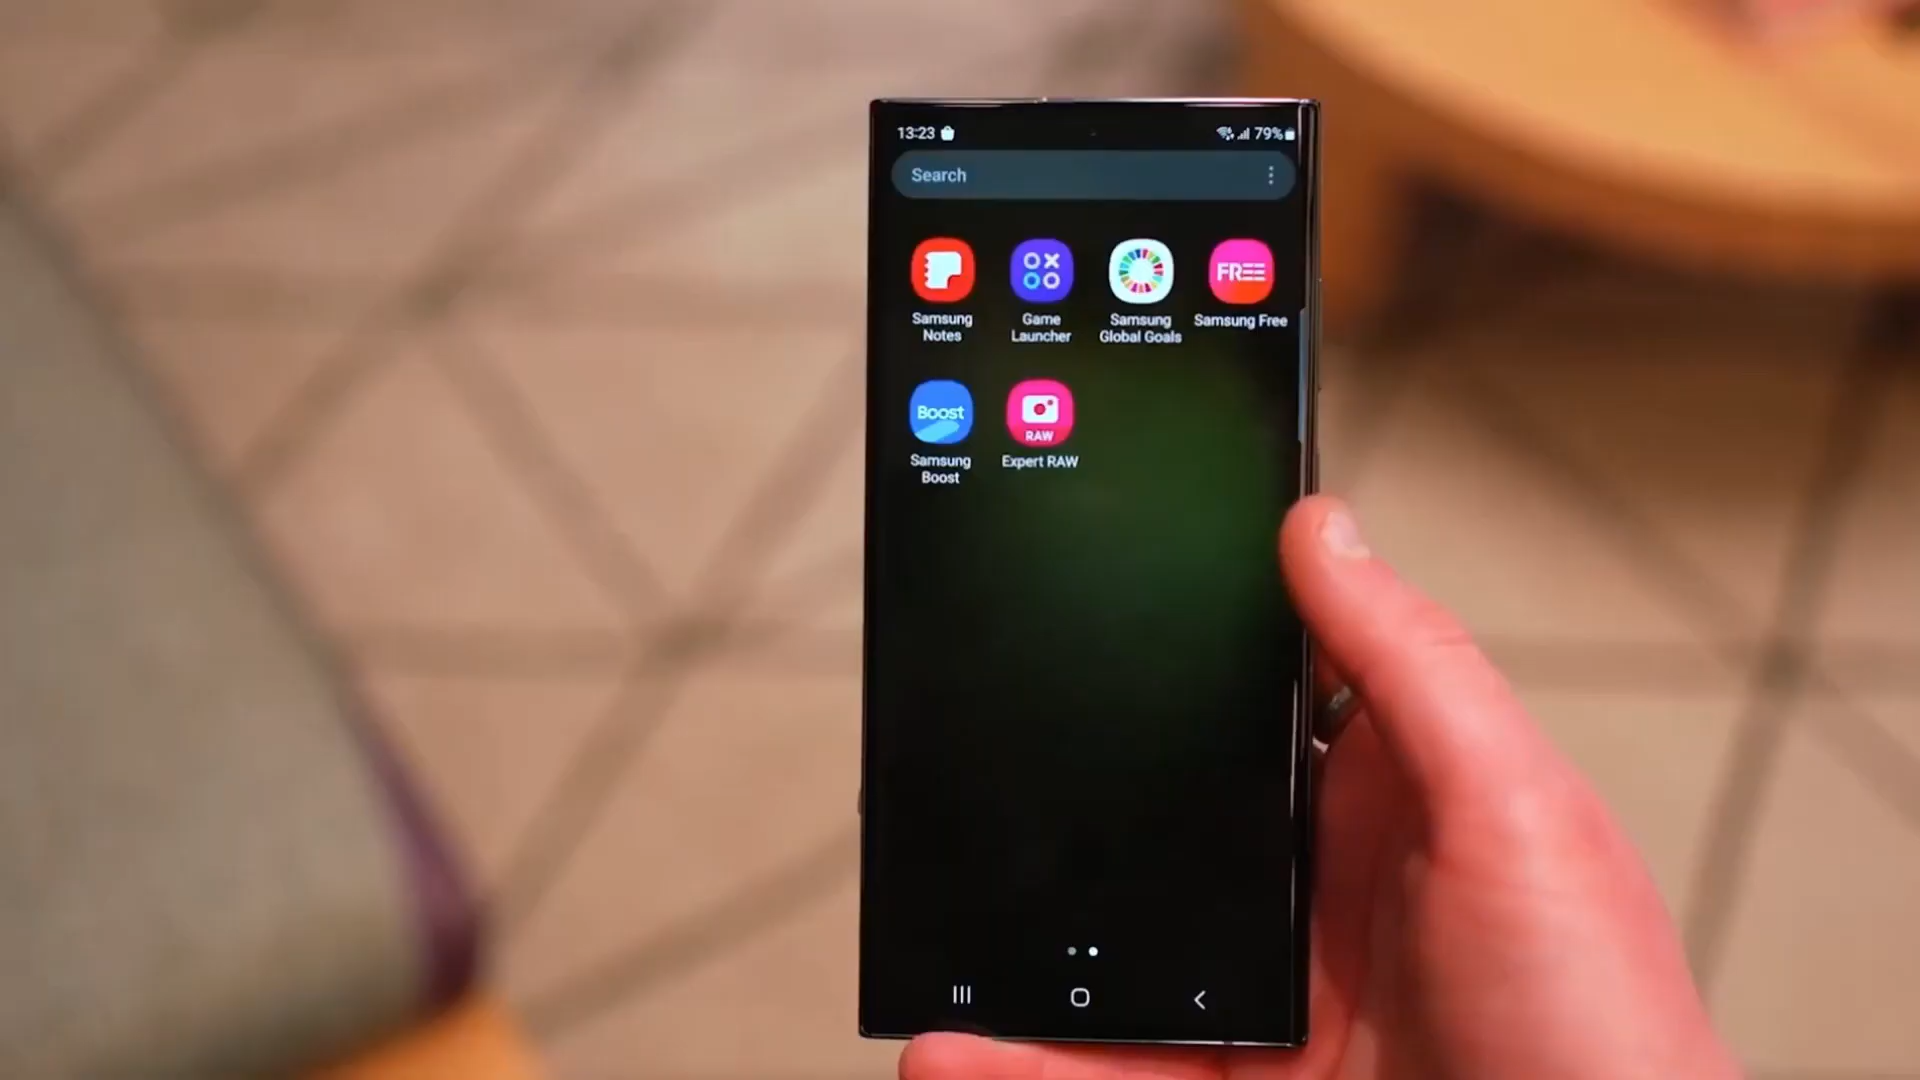 13:23
79%
Search
FREE
Samsung
Notes
Game
Launcher
Samsung
Global Goals
Samsung Free
Boost
RAW
Samsung
Boost
Expert RAW